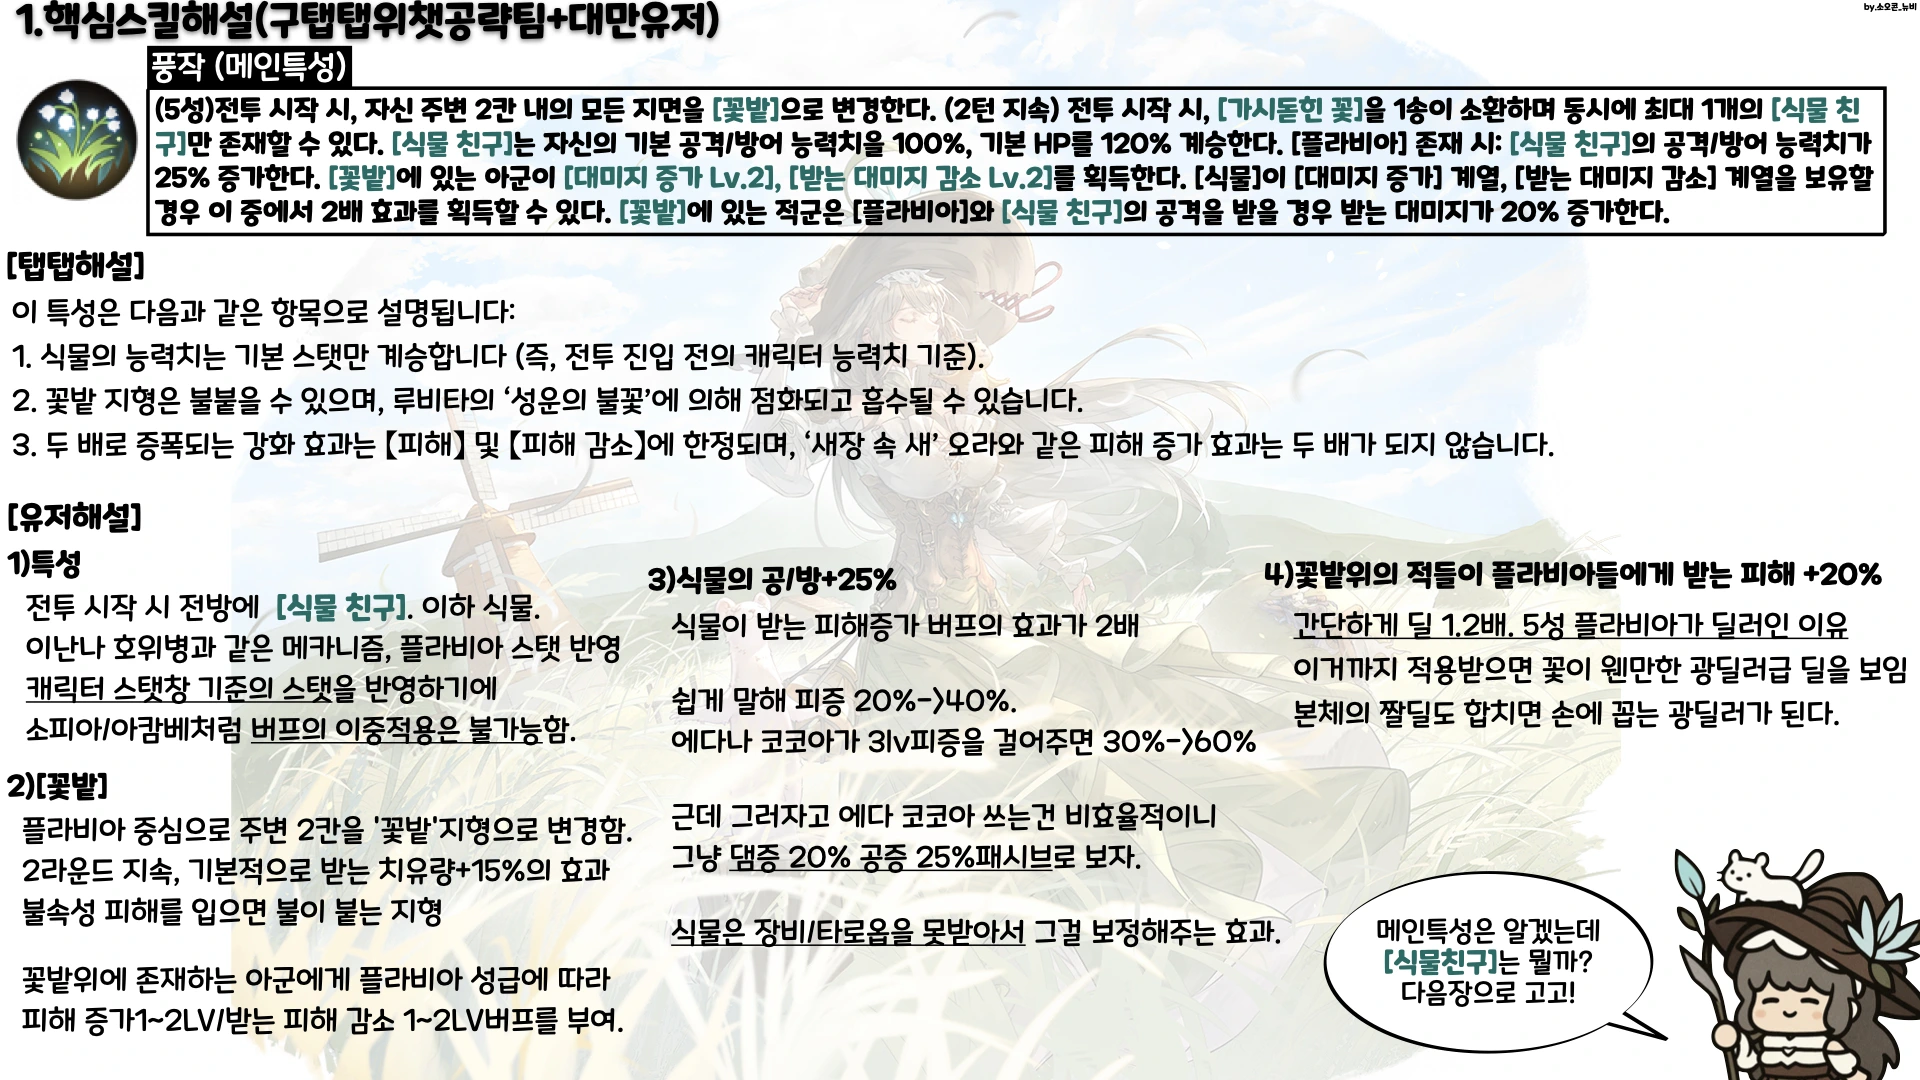 1.핵심스킬해설(구탭탭위챗공략팀+대만유저)
by.소오콘_뉴비
풍작 (메인특성)
(5성)전투 시작 시, 자신 주변 2칸 내의 모든 지면을 [꽃밭]으로 변경한다. (2턴 지속) 전투 시작 시, [가시돋힌 꽃]을 1송이 소환하며 동시에 최대 1개의 [식물 친
구]만 존재할 수 있다. [식물 친구]는 자신의 기본 공격/방어 능력치을 100%, 기본 HP를 120% 계승한다. [플라비아] 존재 시: [식물 친구]의 공격/방어 능력치가
25% 증가한다. [꽃밭]에 있는 아군이 [대미지 증가 Lv.2], [받는 대미지 감소 Lv.2]를 획득한다. [식물]이 [대미지 증가] 계열, [받는 대미지 감소] 계열을 보유할
경우 이 중에서 2배 효과를 획득할 수 있다. [꽃밭]에 있는 적군은 [플라비아]와 [식물 친구]의 공격을 받을 경우 받는 대미지가 20% 증가한다.
[탭탭해설]
이 특성은 다음과 같은 항목으로 설명됩니다:
1. 식물의 능력치는 기본 스탯만 계승합니다 (즉, 전투 진입 전의 캐릭터 능력치 기준).
2. 꽃밭 지형은 불붙을 수 있으며, 루비타의 ‘성운의 불꽃’에 의해 점화되고 흡수될 수 있습니다.
3. 두 배로 증폭되는 강화 효과는 【피해】 및 【피해 감소】에 한정되며, ‘새장 속 새’ 오라와 같은 피해 증가 효과는 두 배가 되지 않습니다.
[유저해설]
1)특성
전투 시작 시 전방에 [식물 친구]. 이하 식물.
이난나 호위병과 같은 메카니즘, 플라비아 스탯 반영
캐릭터 스탯창 기준의 스탯을 반영하기에
소피아/아캄베처럼 버프의 이중적용은 불가능함.
2)[꽃밭]
플라비아 중심으로 주변 2칸을 '꽃밭'지형으로 변경함.
2라운드 지속, 기본적으로 받는 치유량+15%의 효과
불속성 피해를 입으면 불이 붙는 지형
꽃밭위에 존재하는 아군에게 플라비아 성급에 따라
피해 증가1~2LV/받는 피해 감소 1~2LV버프를 부여.
3)식물의 공/방+25%
식물이 받는 피해증가 버프의 효과가 2배
쉽게 말해 피증 20%->40%.
에다나 코코아가 3lv피증을 걸어주면 30%->60%
근데 그러자고 에다 코코아 쓰는건 비효율적이니
그냥 댐증 20% 공증 25%패시브로 보자.
식물은 장비/타로옵을 못받아서 그걸 보정해주는 효과.
4)꽃밭위의 적들이 플라비아들에게 받는 피해 +20%
간단하게 딜 1.2배. 5성 플라비아가 딜러인 이유
이거까지 적용받으면 꽃이 웬만한 광딜러급 딜을 보임
본체의 짤딜도 합치면 손에 꼽는 광딜러가 된다.
메인특성은 알겠는데
[식물친구]는 뭘까?
다음장으로 고고!